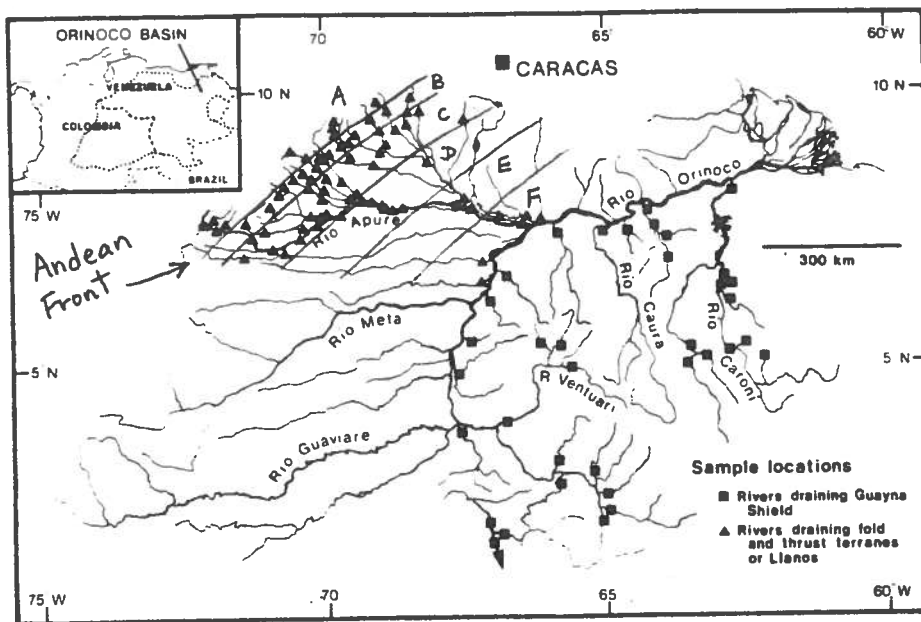 70
65
60° W
ORINOCO BASIN
VENEZUELA
COLOMBIA
BRAZIL
CARACAS
10 N
10 N
A
B
C
D
E
F
75
Rio Orinoco
Rio Apure
Andean
Front
300 km
Rio Meta
Rio Caura
Rio Caroni
5 N
5 N
R Ventuari
Rio Guaviare
Sample locations
Rivers draining Guayna
Shield
Rivers draining fold
and thrust terranes
or Llanos
75 W
70
65
60 W